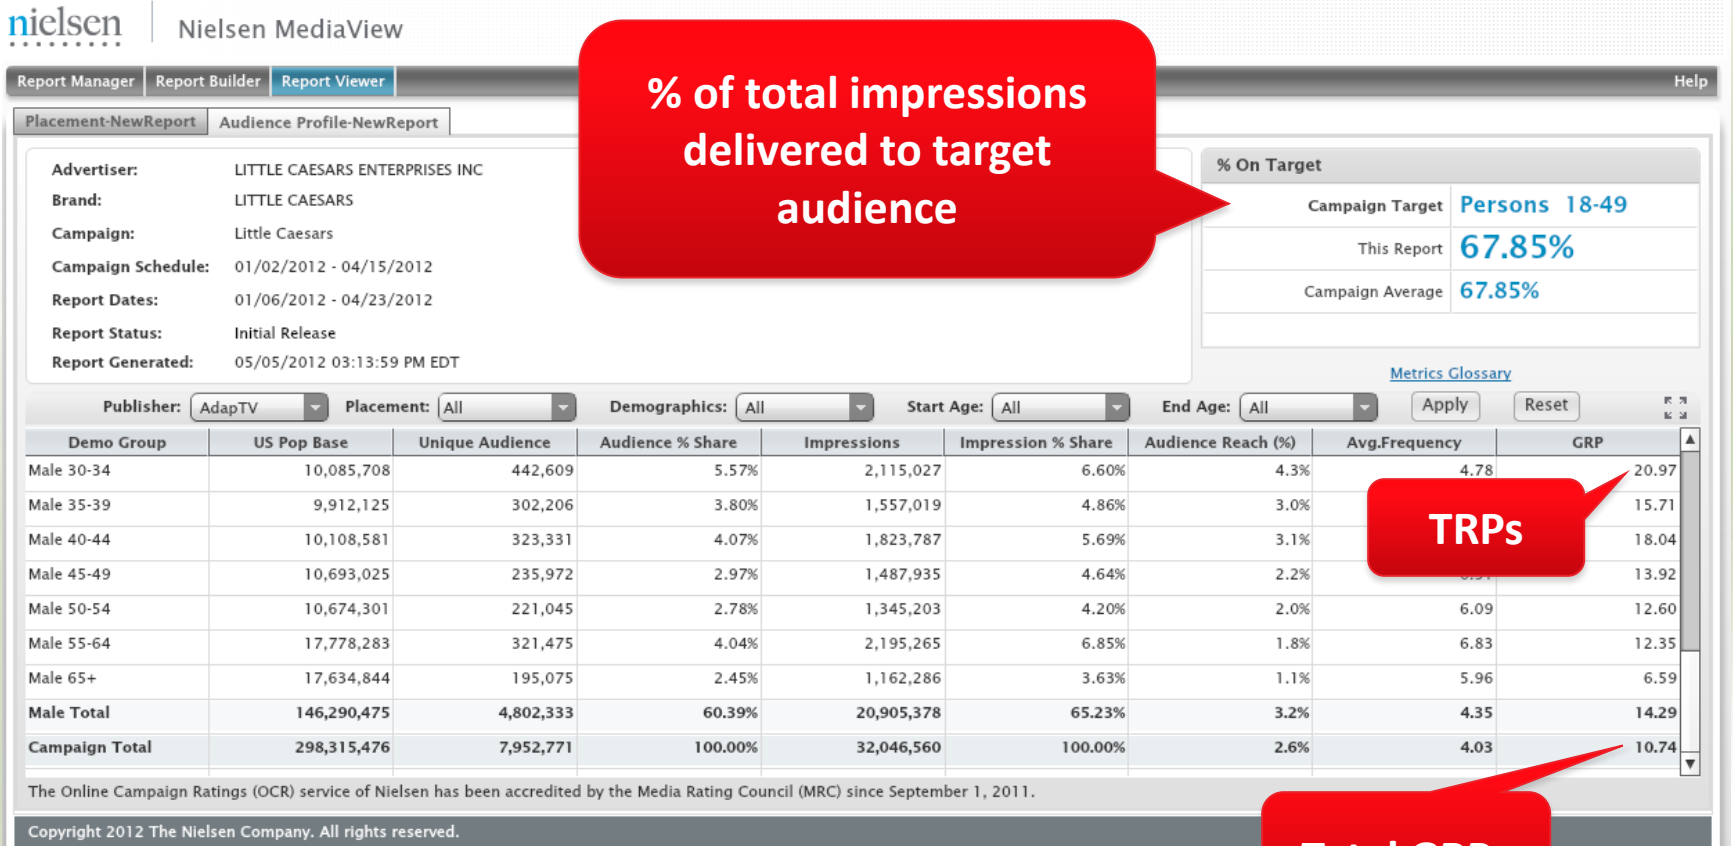 nielsen
Nielsen MediaView
Report Manager Report Builder Report Viewer Help
Placement-NewReport Audience Profile-NewReport
% of total impressions
delivered to target
audience
Advertiser: LITTLE CAESARS ENTERPRISES INC
Brand: LITTLE CAESARS
Campaign: Little Caesars
Campaign Schedule: 01/02/2012 - 04/15/2012
Report Dates: 01/06/2012 - 04/23/2012
Report Status: Initial Release
Report Generated: 05/05/2012 03:13:59 PM EDT
% On Target
Campaign Target Persons 18-49
This Report 67.85%
Campaign Average 67.85%
Metrics Glossary
Publisher: AdapTV Placement: All Demographics: All Start Age: All End Age: All Apply Reset
Demo Group US Pop Base Unique Audience Audience % Share Impressions Impression % Share Audience Reach (%) Avg.Frequency GRP
Male 30-34 10,085,708 442,609 5.57% 2,115,027 6.60% 4.3% 4.78 20.97
Male 35-39 9,912,125 302,206 3.80% 1,557,019 4.86% 3.0% 15.71
TRPs
Male 40-44 10,108,581 323,331 4.07% 1,823,787 5.69% 3.1% 18.04
Male 45-49 10,693,025 235,972 2.97% 1,487,935 4.64% 2.2% 13.92
Male 50-54 10,674,301 221,045 2.78% 1,345,203 4.20% 2.0% 6.09 12.60
Male 55-64 17,778,283 321,475 4.04% 2,195,265 6.85% 1.8% 6.83 12.35
Male 65+ 17,634,844 195,075 2.45% 1,162,286 3.63% 1.1% 5.96 6.59
Male Total 146,290,475 4,802,333 60.39% 20,905,378 65.23% 3.2% 4.35 14.29
Campaign Total 298,315,476 7,952,771 100.00% 32,046,560 100.00% 2.6% 4.03 10.74
The Online Campaign Ratings (OCR) service of Nielsen has been accredited by the Media Rating Council (MRC) since September 1, 2011.
Copyright 2012 The Nielsen Company. All rights reserved.